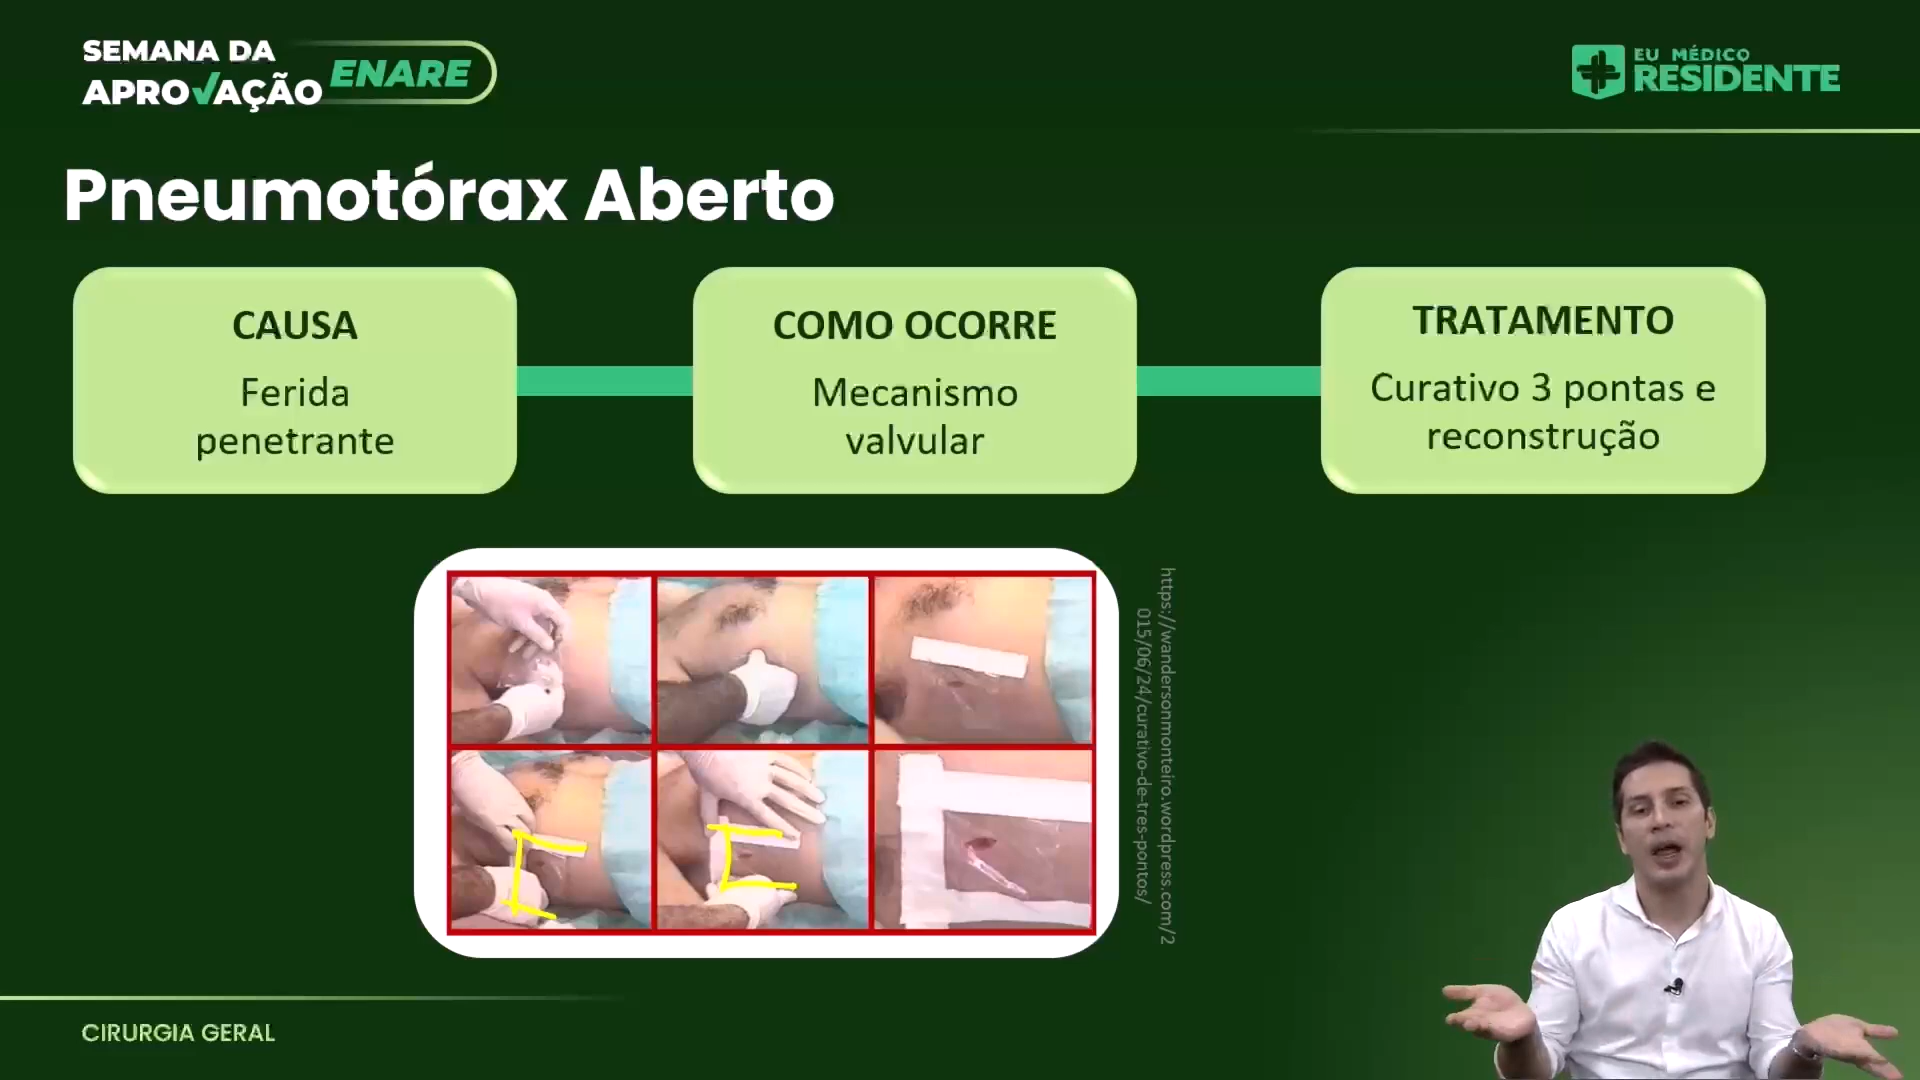 SEMANA DA
APROVAÇÃO ENARE
EU MÉDICO
RESIDENTE
Pneumotórax Aberto
CAUSA
Ferida
penetrante
COMO OCORRE
Mecanismo
valvular
TRATAMENTO
Curativo 3 pontas e
reconstrução
https://wandersonmonteiro.wordpress.com/2
015/06/24/curativo-de-tres-pontos/
CIRURGIA GERAL